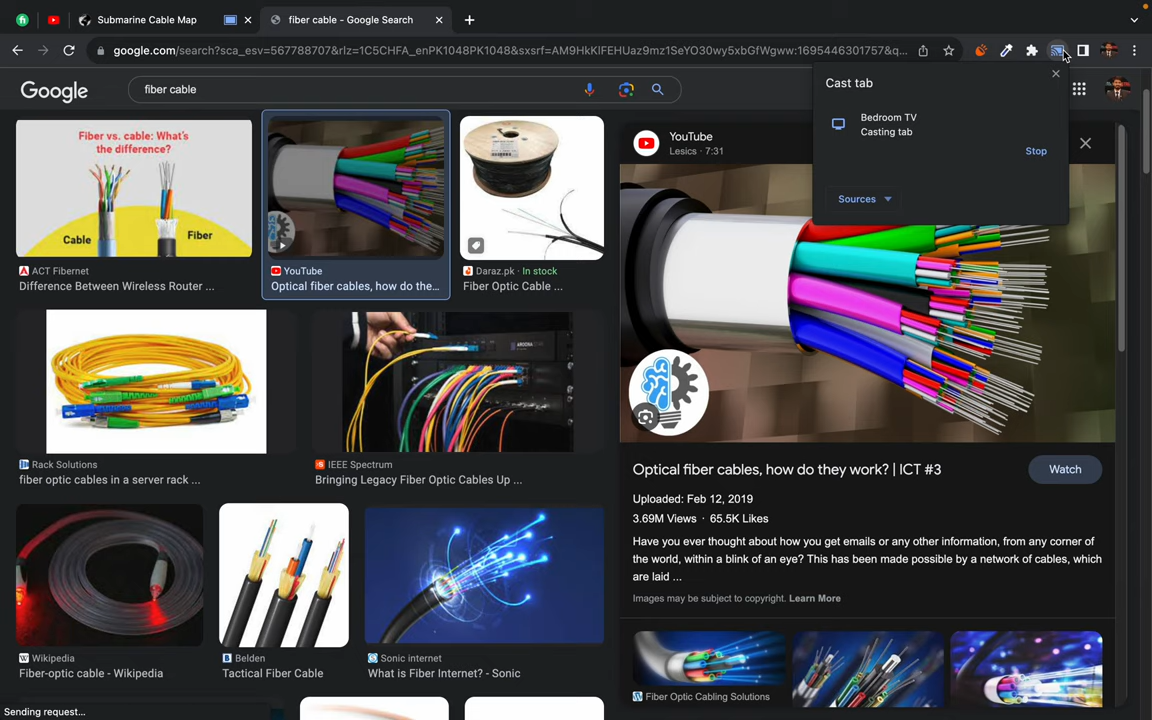 Submarine Cable Map
fiber cable - Google Search
google.com/search?sca_esv=567788707&rlz=1C5CHFA_enPK1048PK1048&sxsrf=AM9HkKlFEHUaz9mz1SeYO30wy5xbGfWgww:1695446301757&q...
Google
fiber cable
Cast tab
Bedroom TV
Casting tab
Stop
Sources
Fiber vs. cable: What's
the difference?
Cable
Fiber
ACT Fibernet
Difference Between Wireless Router ...
YouTube
Optical fiber cables, how do the...
Daraz.pk · In stock
Fiber Optic Cable ...
Rack Solutions
fiber optic cables in a server rack ...
IEEE Spectrum
Bringing Legacy Fiber Optic Cables Up ...
Wikipedia
Fiber-optic cable - Wikipedia
Belden
Tactical Fiber Cable
Sonic internet
What is Fiber Internet? - Sonic
YouTube
Lesics · 7:31
Optical fiber cables, how do they work? | ICT #3
Watch
Uploaded: Feb 12, 2019
3.69M Views · 65.5K Likes
Have you ever thought about how you get emails or any other information, from any corner of
the world, within a blink of an eye? This has been made possible by a network of cables, which
are laid ...
Images may be subject to copyright. Learn More
Fiber Optic Cabling Solutions
Sending request...